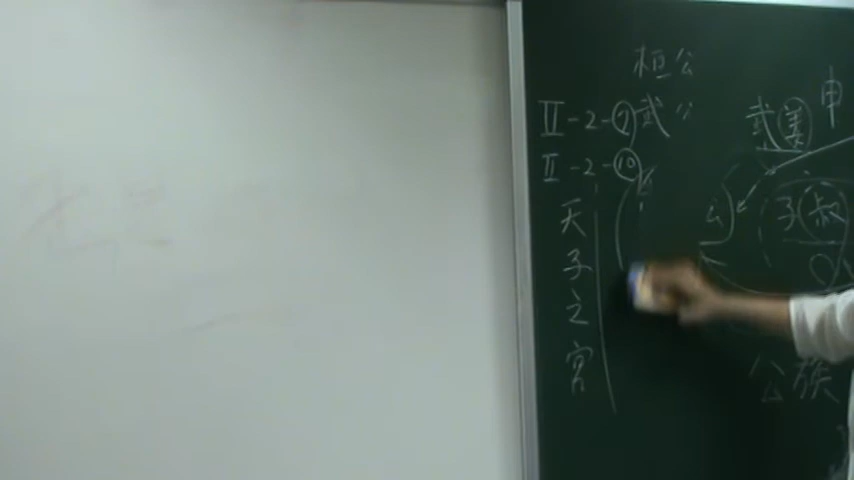 桓公
II-2-⑦ 武公
II-2-⑩
天子之宮
武姜
申
公
子叔
公族